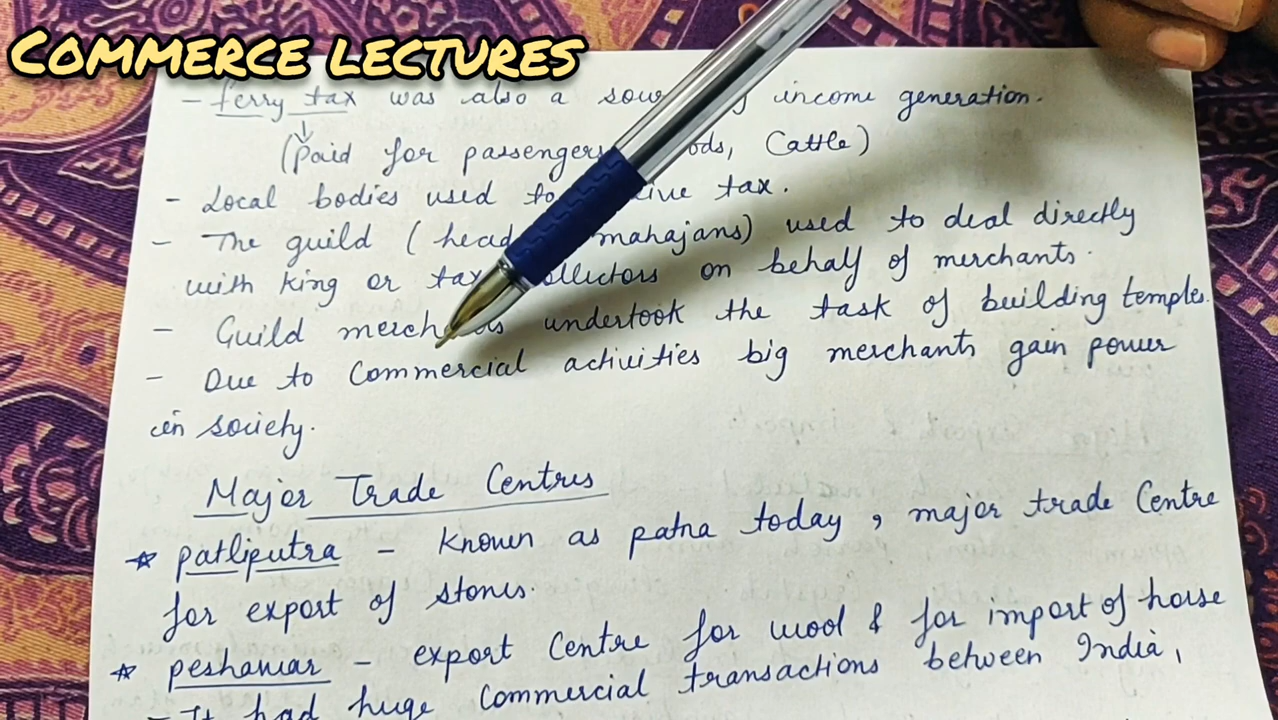 COMMERCE LECTURES
- ferry tax was also a income generation.
(Paid for passengers, Cattle)
- Local bodies used to tax.
- The guild (head mahajans) used to deal directly
with king or tax collectors on behalf of merchants.
- Guild undertook the task of building temples.
- Due to Commercial activities big merchants gain power
in society.
Major Trade Centres
* patliputra - known as patna today, major trade Centre
for export of stones.
* peshawar - export Centre for wool & for import of horse
- It had huge Commercial transactions between India,